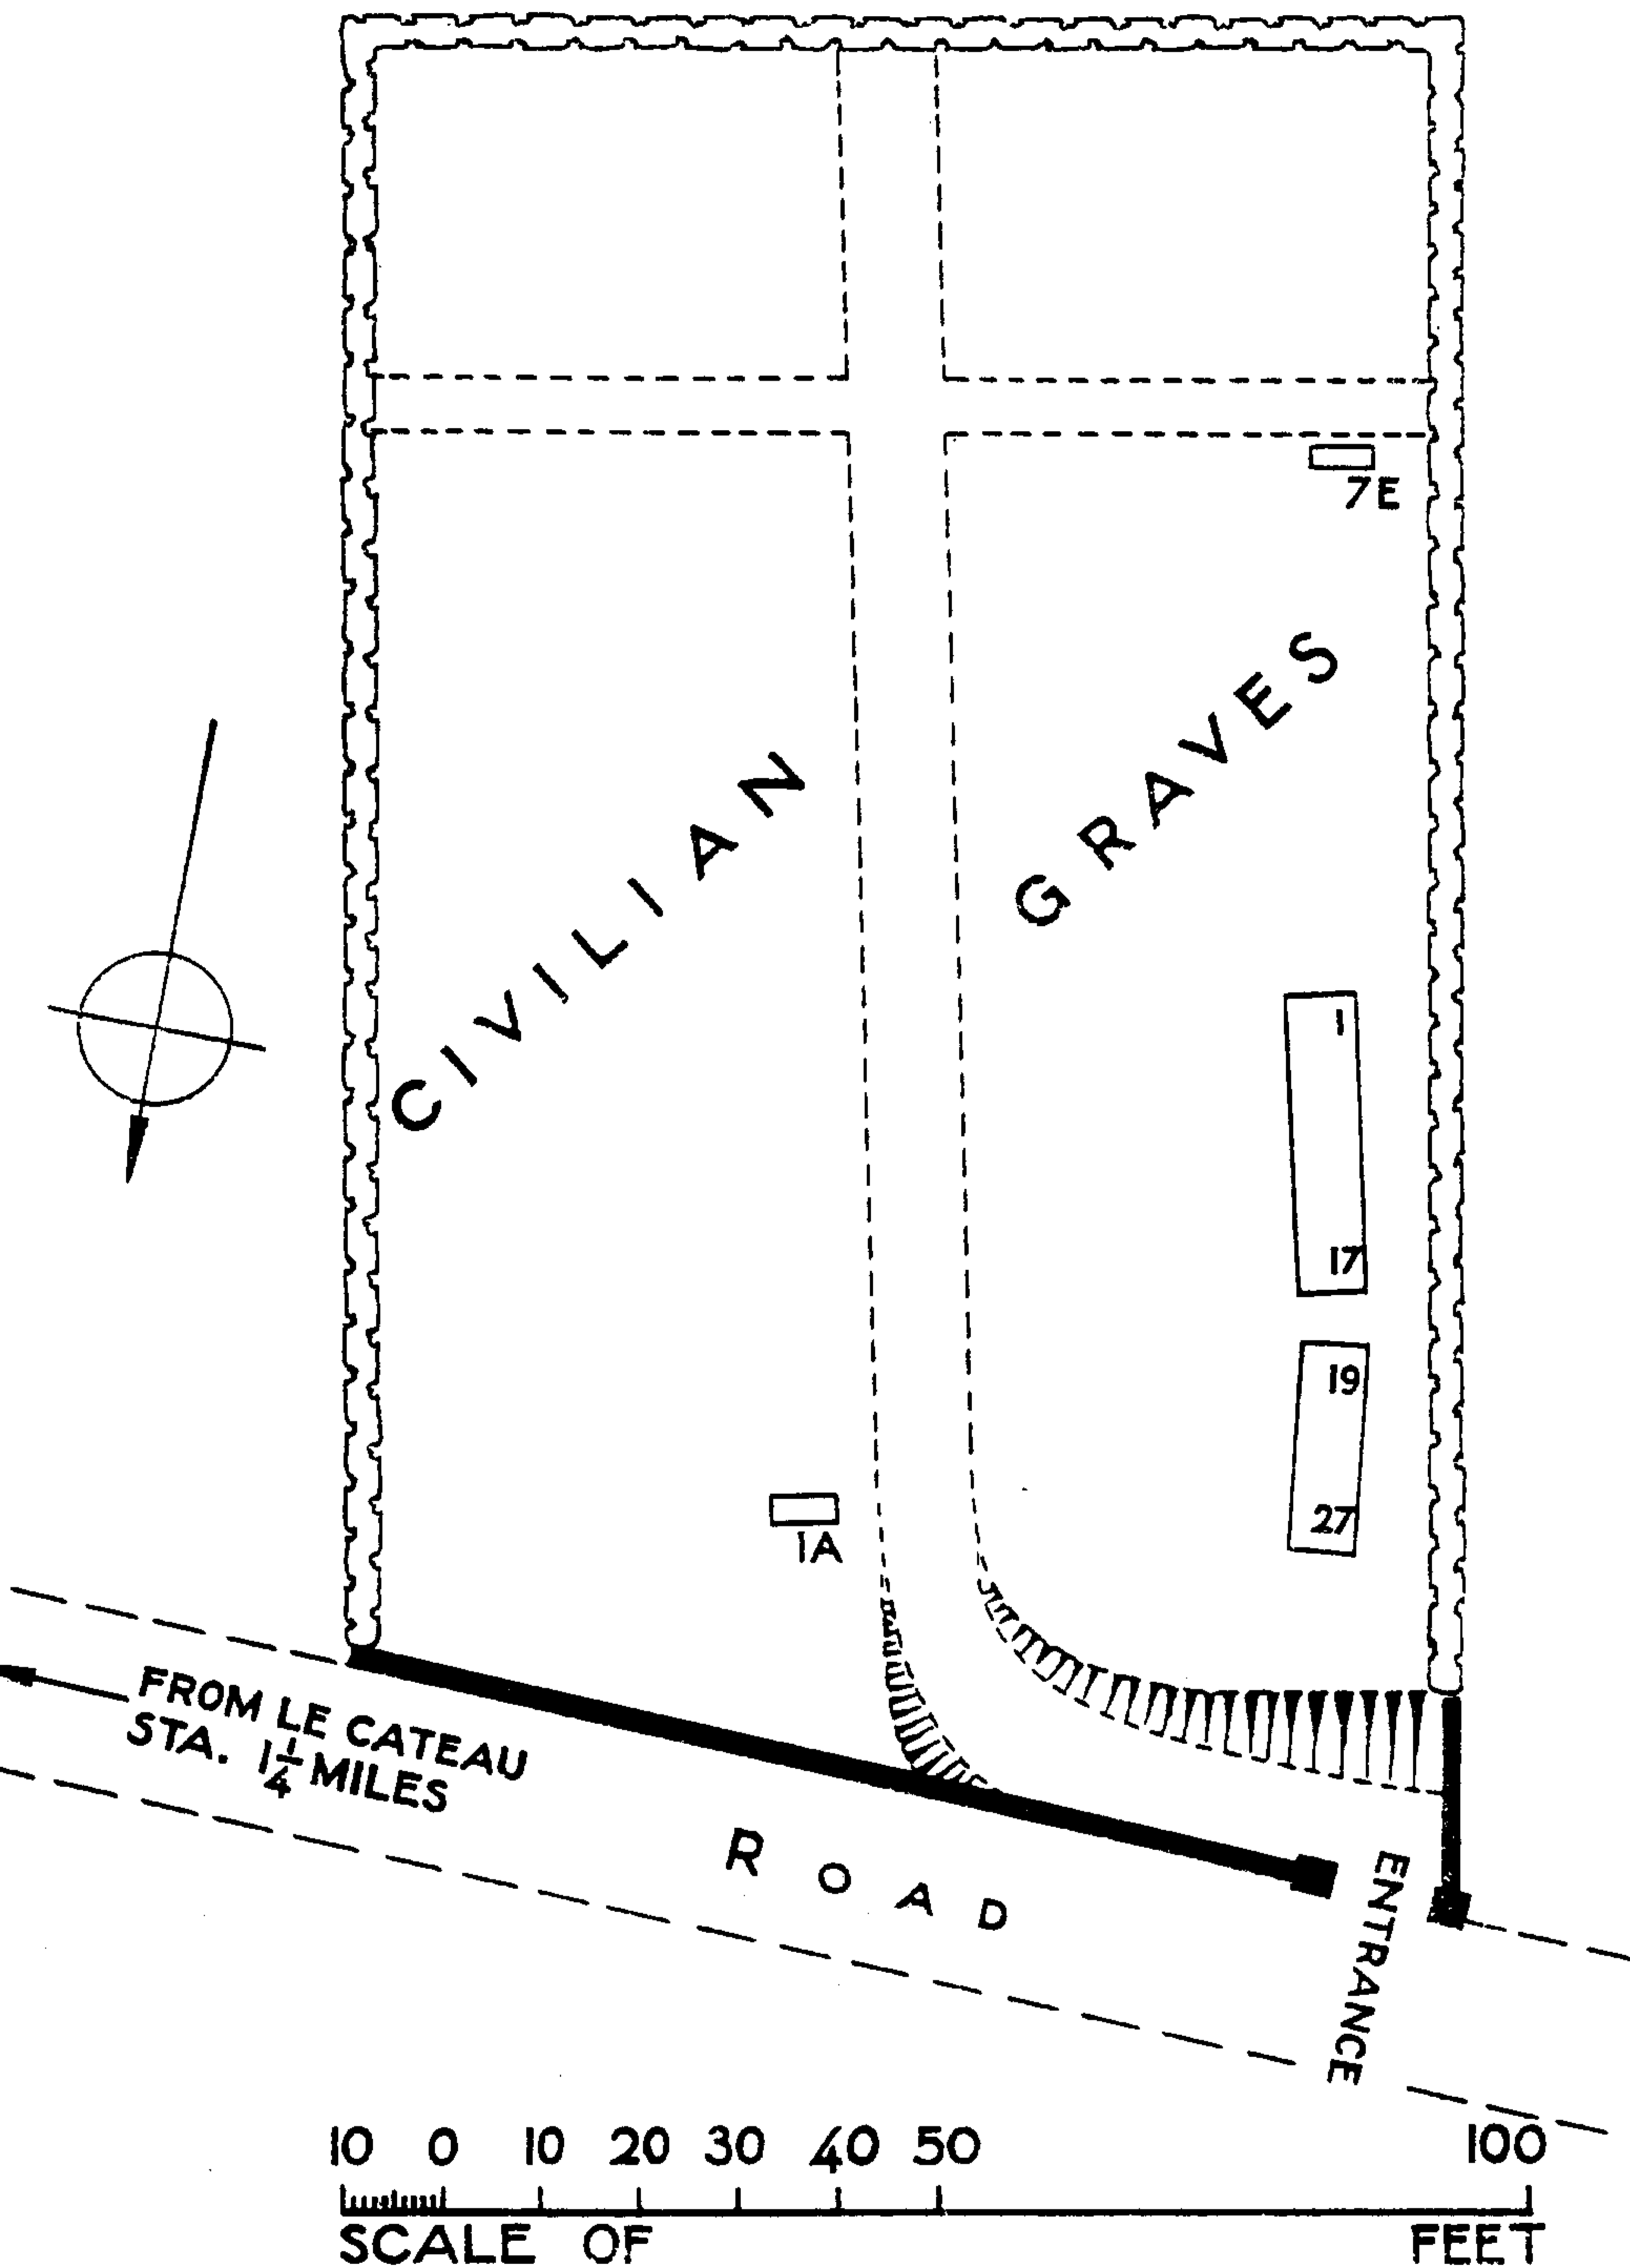 7E
CIVILIAN GRAVES
1
17
19
27
1A
FROM LE CATEAU
STA. 1¼ MILES
ROAD
ENTRANCE
10 0 10 20 30 40 50 100
SCALE OF FEET